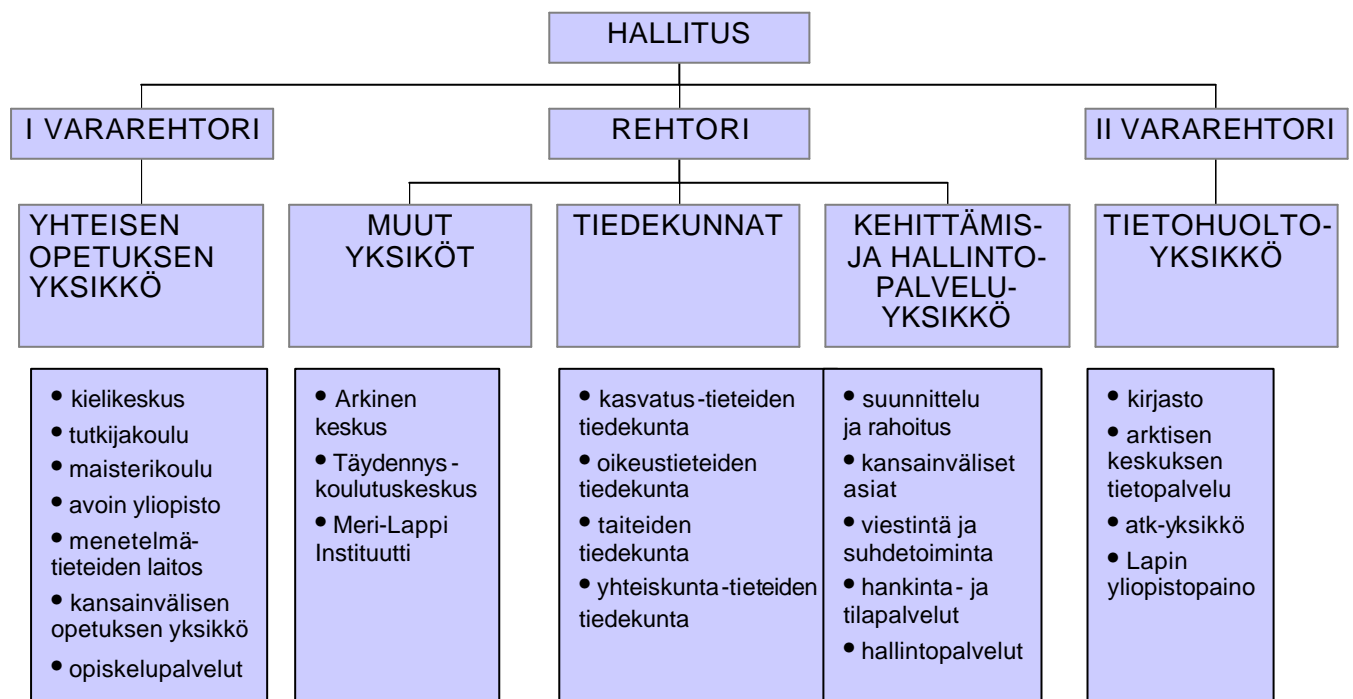 HALLITUS
I VARAREHTORI
REHTORI
II VARAREHTORI
YHTEISEN
OPETUKSEN
YKSIKKÖ
MUUT
YKSIKÖT
TIEDEKUNNAT
KEHITTÄMIS-
JA HALLINTO-
PALVELU-
YKSIKKÖ
TIETOHUOLTO-
YKSIKKÖ
• kielikeskus
• tutkijakoulu
• maisterikoulu
• avoin yliopisto
• menetelmä-
tieteiden laitos
• kansainvälisen
opetuksen yksikkö
• opiskelupalvelut
• Arkinen
keskus
• Täydennys-
koulutuskeskus
• Meri-Lappi
Instituutti
• kasvatus-tieteiden
tiedekunta
• oikeustieteiden
tiedekunta
• taiteiden
tiedekunta
• yhteiskunta-tieteiden
tiedekunta
• suunnittelu
ja rahoitus
• kansainväliset
asiat
• viestintä ja
suhdetoiminta
• hankinta- ja
tilapalvelut
• hallintopalvelut
• kirjasto
• arktisen
keskuksen
tietopalvelu
• atk-yksikkö
• Lapin
yliopistopaino